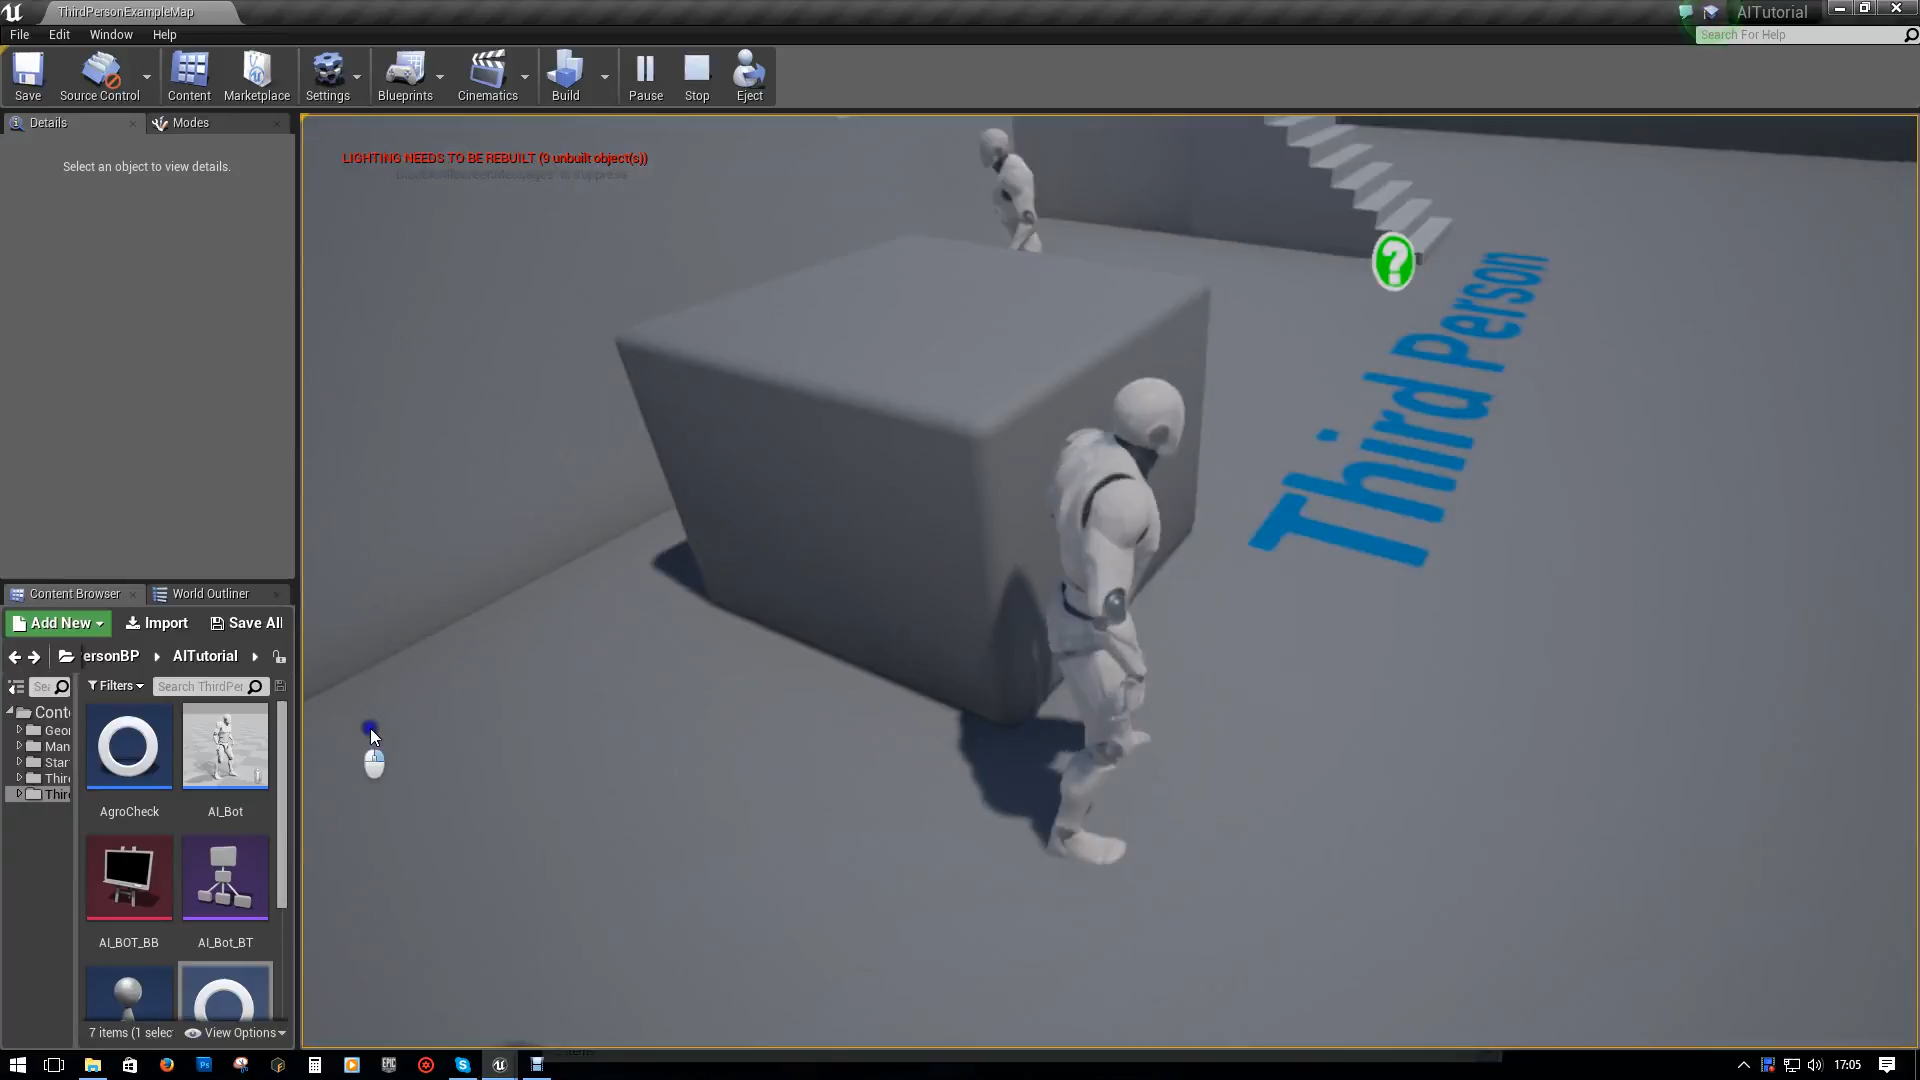 ThirdPersonExampleMap
AITutorial
File Edit Window Help
Search For Help
Save Source Control Content Marketplace Settings Blueprints Cinematics Build Pause Stop Eject
Details Modes
Select an object to view details.
LIGHTING NEEDS TO BE REBUILT (9 unbuilt object(s))
Third Person
Content Browser World Outliner
Add New Import Save All
ersonBP AITutorial
Sea Filters Search ThirdPer
Conte
Geor
Man
Start
Thir
Thir
AgroCheck AI_Bot
AI_BOT_BB AI_Bot_BT
7 items (1 selec View Options
17:05